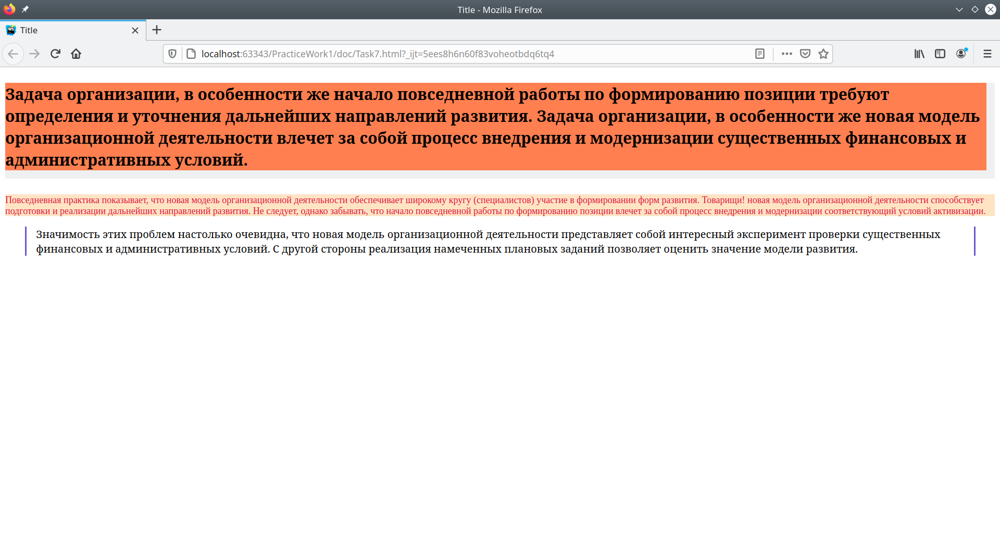 Title - Mozilla Firefox
WS
Title
localhost:63343/PracticeWork1/doc/Task7.html?_ijt=5ees8h6n60f83voheotbdq6tq4
Задача организации, в особенности же начало повседневной работы по формированию позиции требуют
определения и уточнения дальнейших направлений развития. Задача организации, в особенности же новая модель
организационной деятельности влечет за собой процесс внедрения и модернизации существенных финансовых и
административных условий.
Повседневная практика показывает, что новая модель организационной деятельности обеспечивает широкому кругу (специалистов) участие в формировании форм развития. Товарищи! новая модель организационной деятельности способствует
подготовки и реализации дальнейших направлений развития. Не следует, однако забывать, что начало повседневной работы по формированию позиции влечет за собой процесс внедрения и модернизации соответствующий условий активизации.
Значимость этих проблем настолько очевидна, что новая модель организационной деятельности представляет собой интересный эксперимент проверки существенных
финансовых и административных условий. С другой стороны реализация намеченных плановых заданий позволяет оценить значение модели развития.